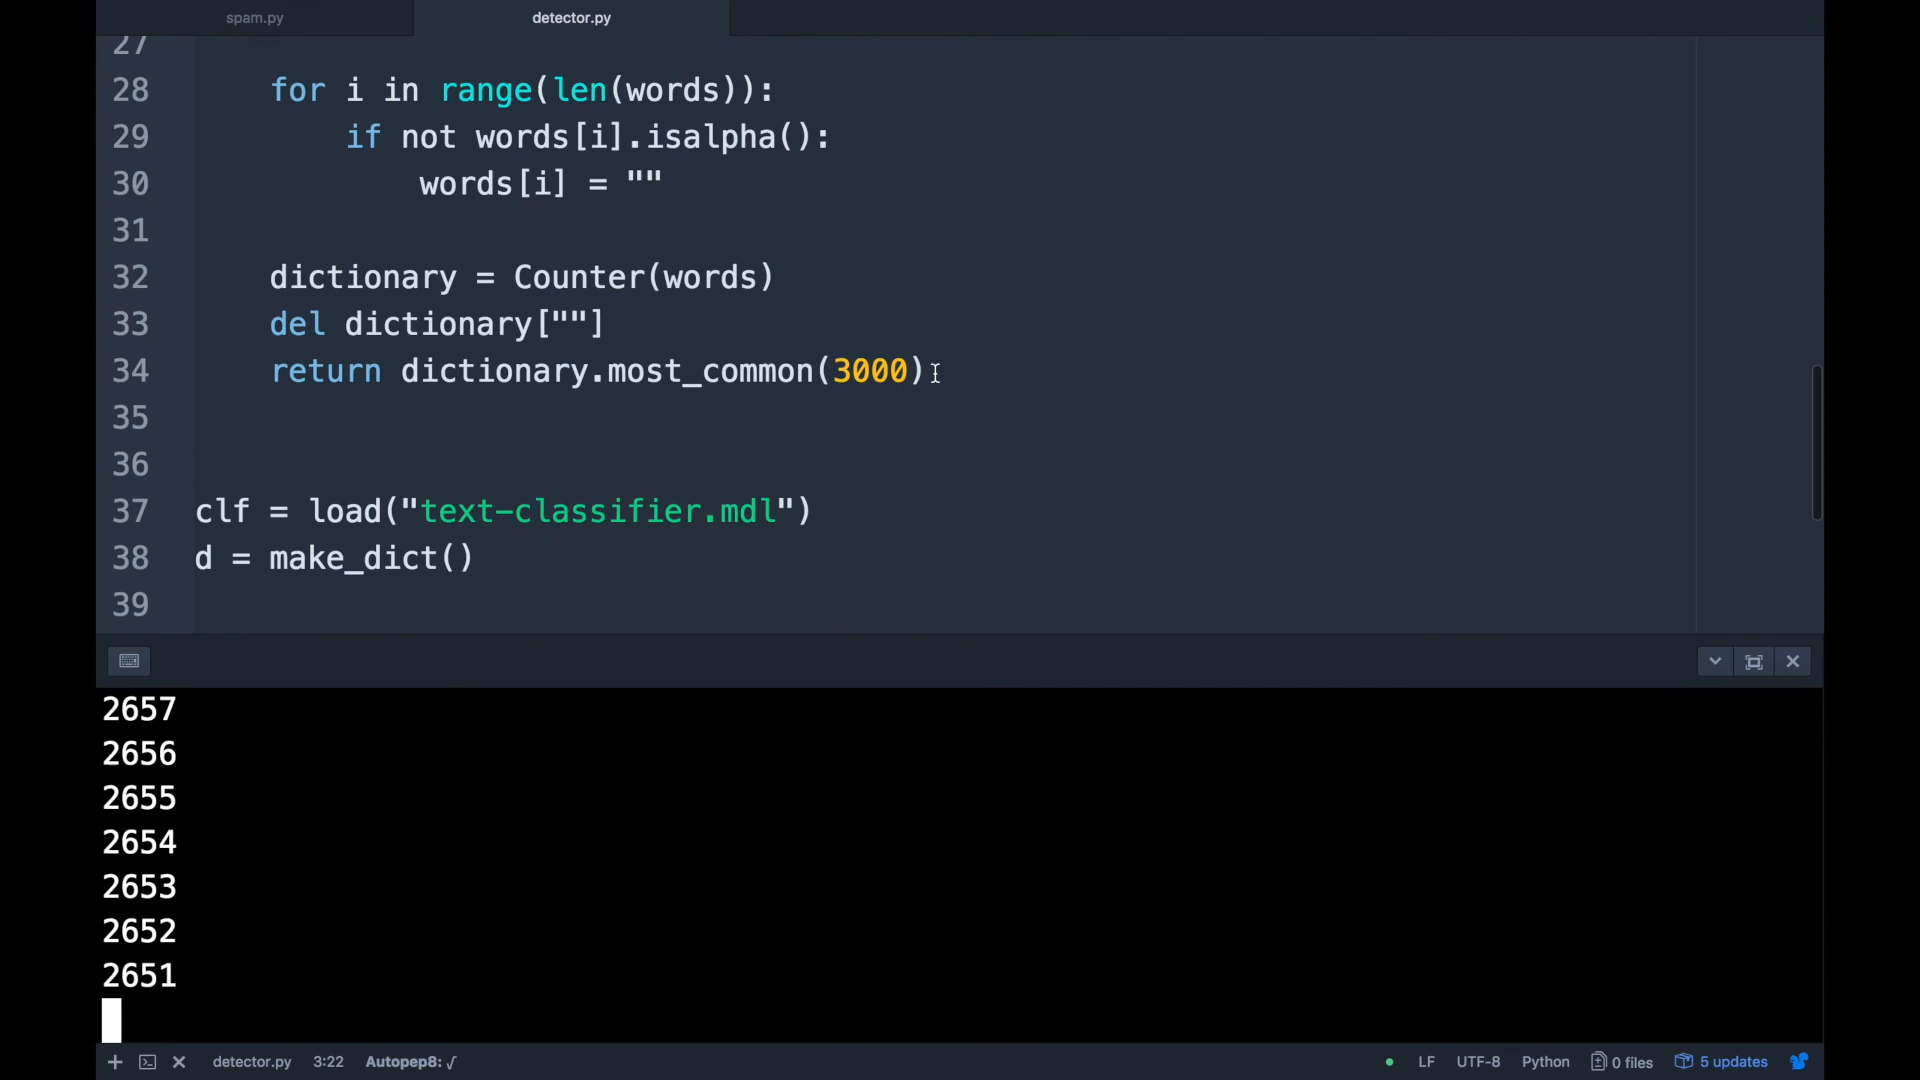 spam.py
detector.py
27
28 for i in range(len(words)):
29 if not words[i].isalpha():
30 words[i] = ""
31
32 dictionary = Counter(words)
33 del dictionary[""]
34 return dictionary.most_common(3000)
35
36
37 clf = load("text-classifier.mdl")
38 d = make_dict()
39
2657
2656
2655
2654
2653
2652
2651
detector.py 3:22 Autopep8: √ LF UTF-8 Python 0 files 5 updates